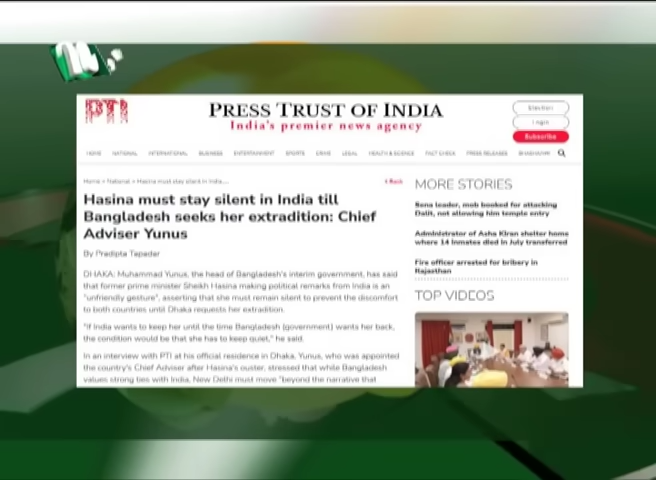 PTI
PRESS TRUST OF INDIA
India's premier news agency
Election
Login
Subscribe
HOME NATIONAL INTERNATIONAL BUSINESS ENTERTAINMENT SPORTS CRIME LEGAL HEALTH & SCIENCE FACT CHECK PRESS RELEASES
Home » National » Hasina must stay silent in India....
Back
Hasina must stay silent in India till
Bangladesh seeks her extradition: Chief
Adviser Yunus
By Pradipta Tapadar
DHAKA: Muhammad Yunus, the head of Bangladesh's interim government, has said
that former prime minister Sheikh Hasina making political remarks from India is an
"unfriendly gesture", asserting that she must remain silent to prevent the discomfort
to both countries until Dhaka requests her extradition.
"If India wants to keep her until the time Bangladesh (government) wants her back,
the condition would be that she has to keep quiet," he said.
In an interview with PTI at his official residence in Dhaka, Yunus, who was appointed
the country's Chief Adviser after Hasina's ouster, stressed that while Bangladesh
values strong ties with India, New Delhi must move "beyond the narrative that
MORE STORIES
Sena leader, mob booked for attacking
Dalit, not allowing him temple entry
Administrator of Asha Kiran shelter home
where 14 inmates died in July transferred
Fire officer arrested for bribery in
Rajasthan
TOP VIDEOS